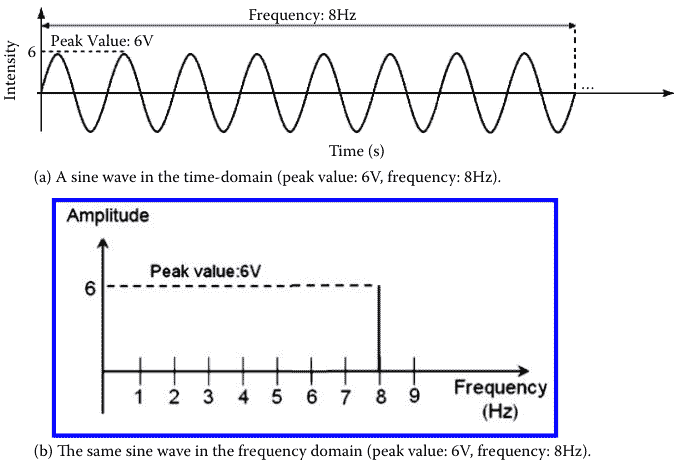 Frequency: 8Hz
Peak Value: 6V
6
Intensity
...
Time (s)
(a) A sine wave in the time-domain (peak value: 6V, frequency: 8Hz).
Amplitude
Peak value:6V
6
1 2 3 4 5 6 7 8 9
Frequency
(Hz)
(b) The same sine wave in the frequency domain (peak value: 6V, frequency: 8Hz).